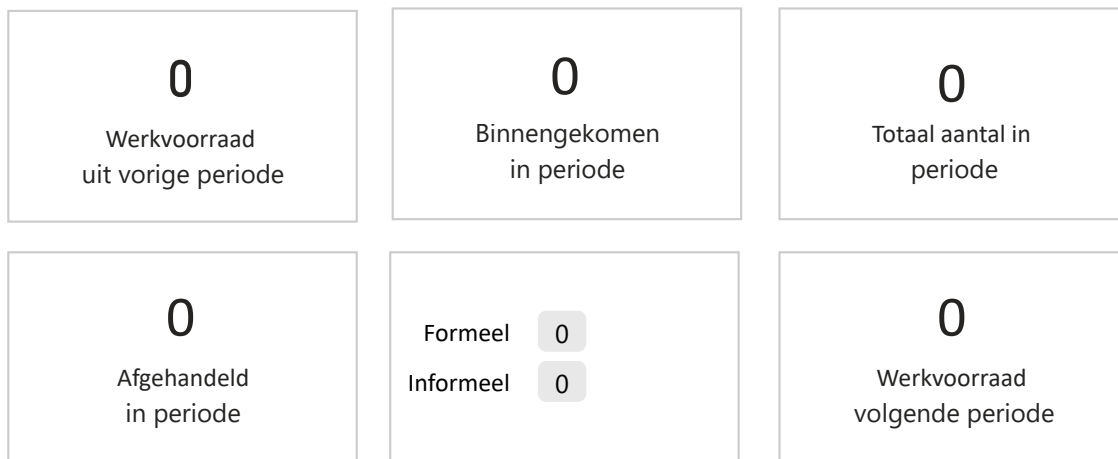 0
Werkvoorraad
uit vorige periode
0
Binnengekomen
in periode
0
Totaal aantal in
periode
0
Afgehandeld
in periode
Formeel 0
Informeel 0
0
Werkvoorraad
volgende periode